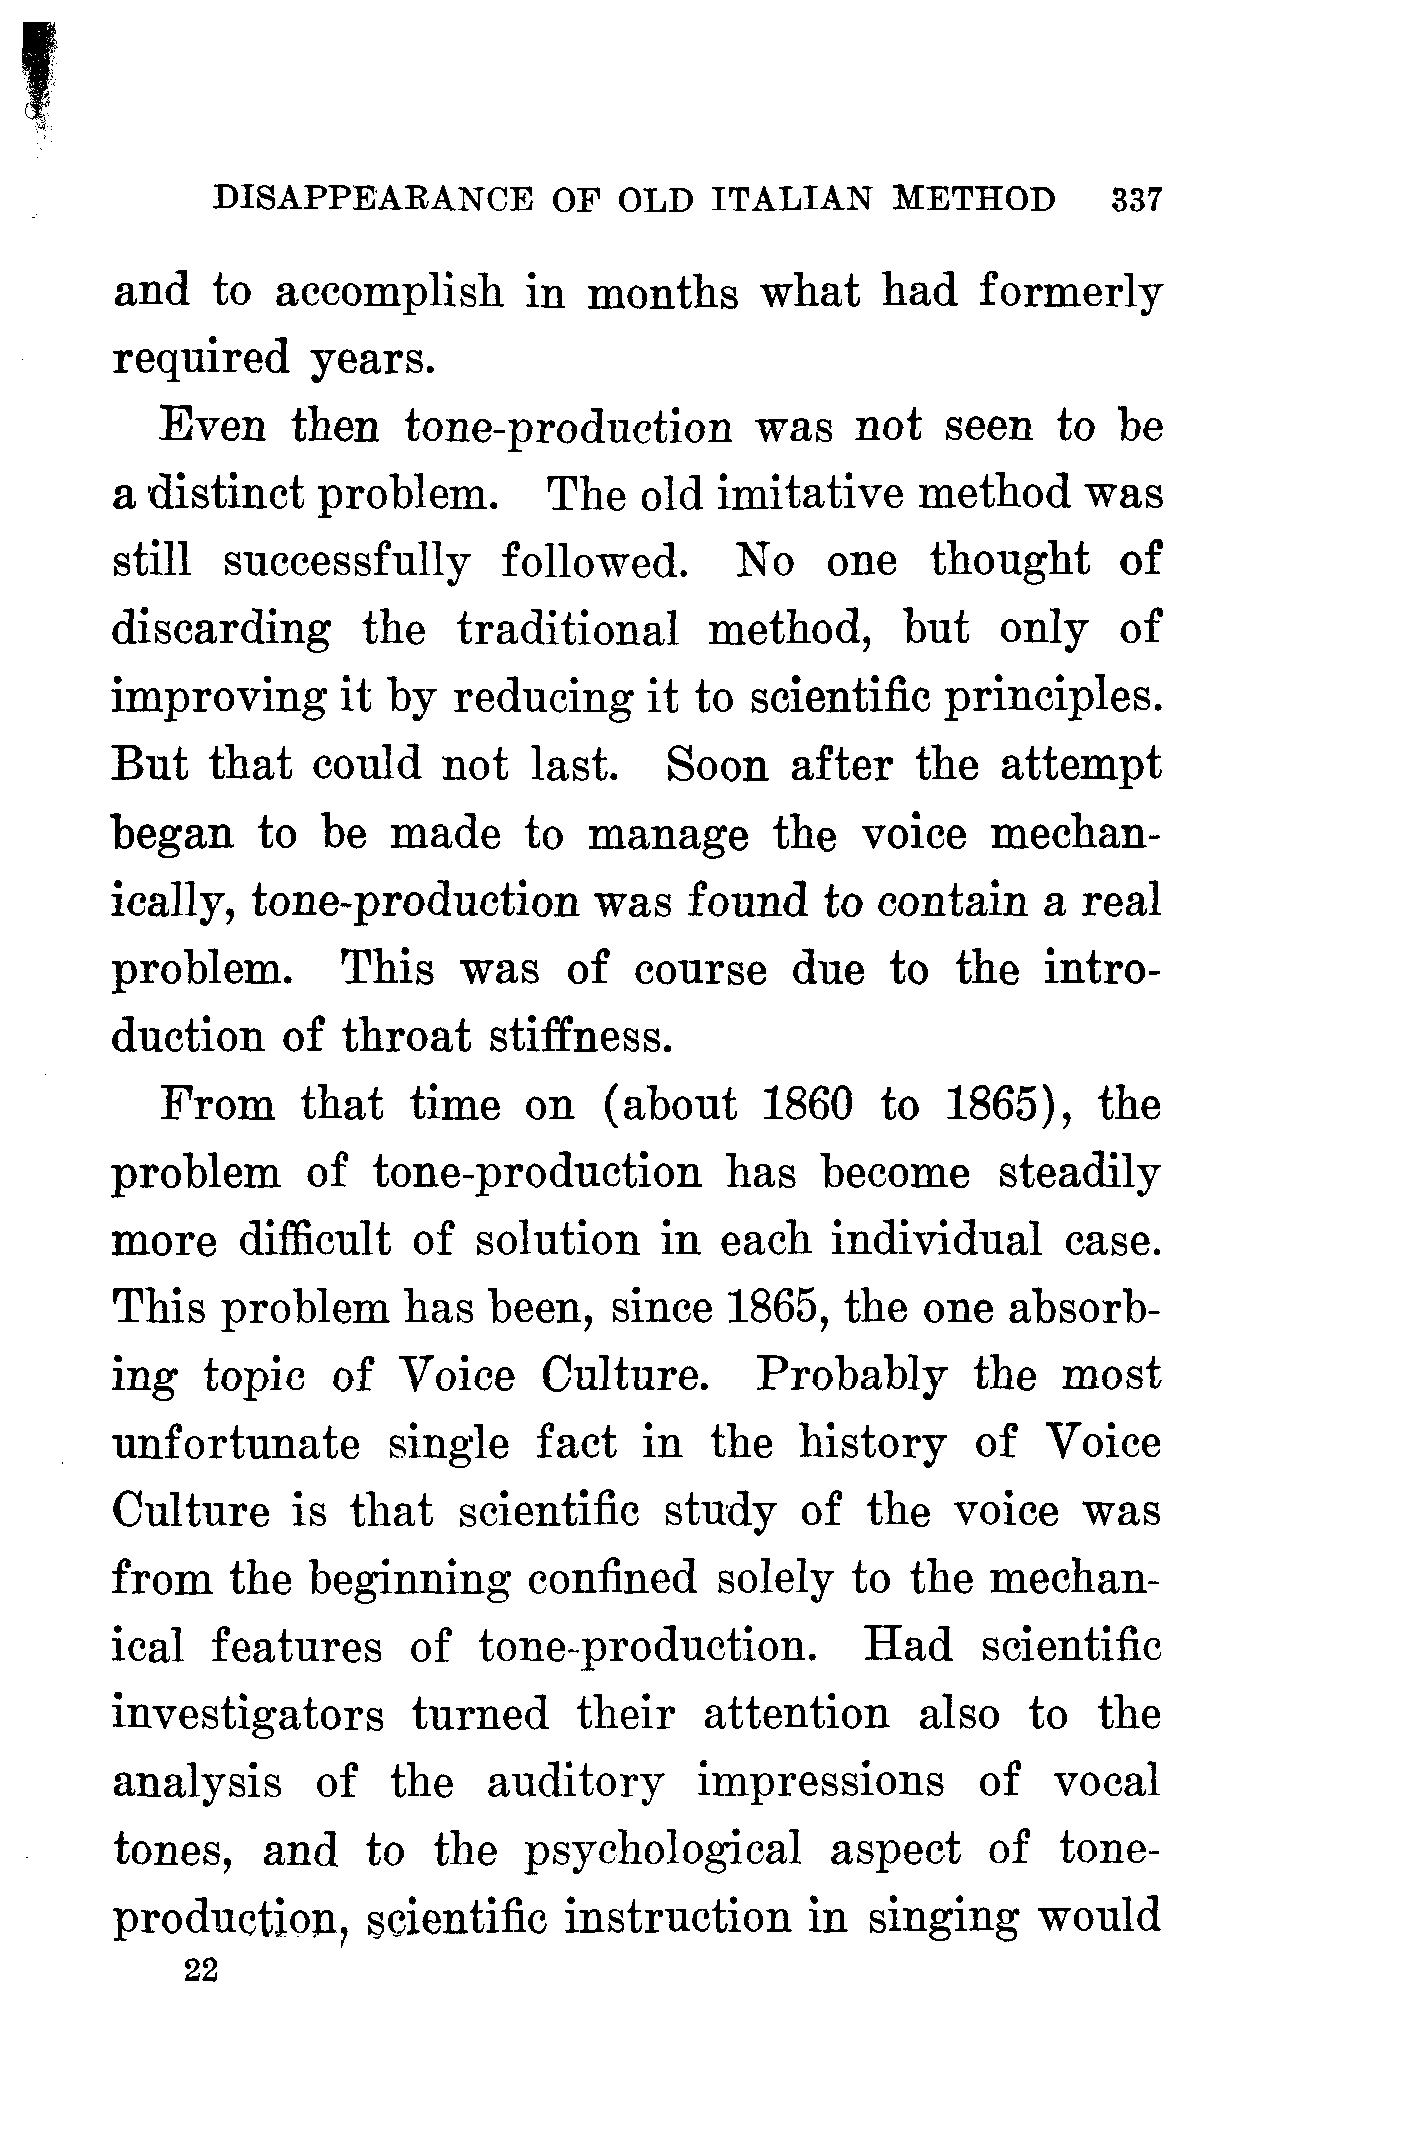 DISAPPEARANCE OF OLD ITALIAN METHOD 337
and to accomplish in months what had formerly
required years.
Even then tone-production was not seen to be
a distinct problem. The old imitative method was
still successfully followed. No one thought of
discarding the traditional method, but only of
improving it by reducing it to scientific principles.
But that could not last. Soon after the attempt
began to be made to manage the voice mechan-
ically, tone-production was found to contain a real
problem. This was of course due to the intro-
duction of throat stiffness.
From that time on (about 1860 to 1865), the
problem of tone-production has become steadily
more difficult of solution in each individual case.
This problem has been, since 1865, the one absorb-
ing topic of Voice Culture. Probably the most
unfortunate single fact in the history of Voice
Culture is that scientific study of the voice was
from the beginning confined solely to the mechan-
ical features of tone-production. Had scientific
investigators turned their attention also to the
analysis of the auditory impressions of vocal
tones, and to the psychological aspect of tone-
production, scientific instruction in singing would
22